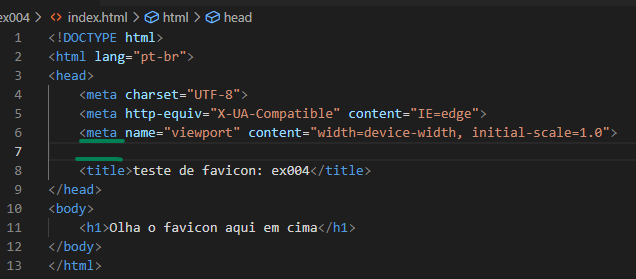 ex004 > index.html > html > head
1 <!DOCTYPE html>
2 <html lang="pt-br">
3 <head>
4 <meta charset="UTF-8">
5 <meta http-equiv="X-UA-Compatible" content="IE=edge">
6 <meta name="viewport" content="width=device-width, initial-scale=1.0">
7
8 <title>teste de favicon: ex004</title>
9 </head>
10 <body>
11 <h1>Olha o favicon aqui em cima</h1>
12 </body>
13 </html>